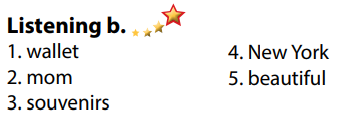 Listening b.
1. wallet
2. mom
3. souvenirs
4. New York
5. beautiful